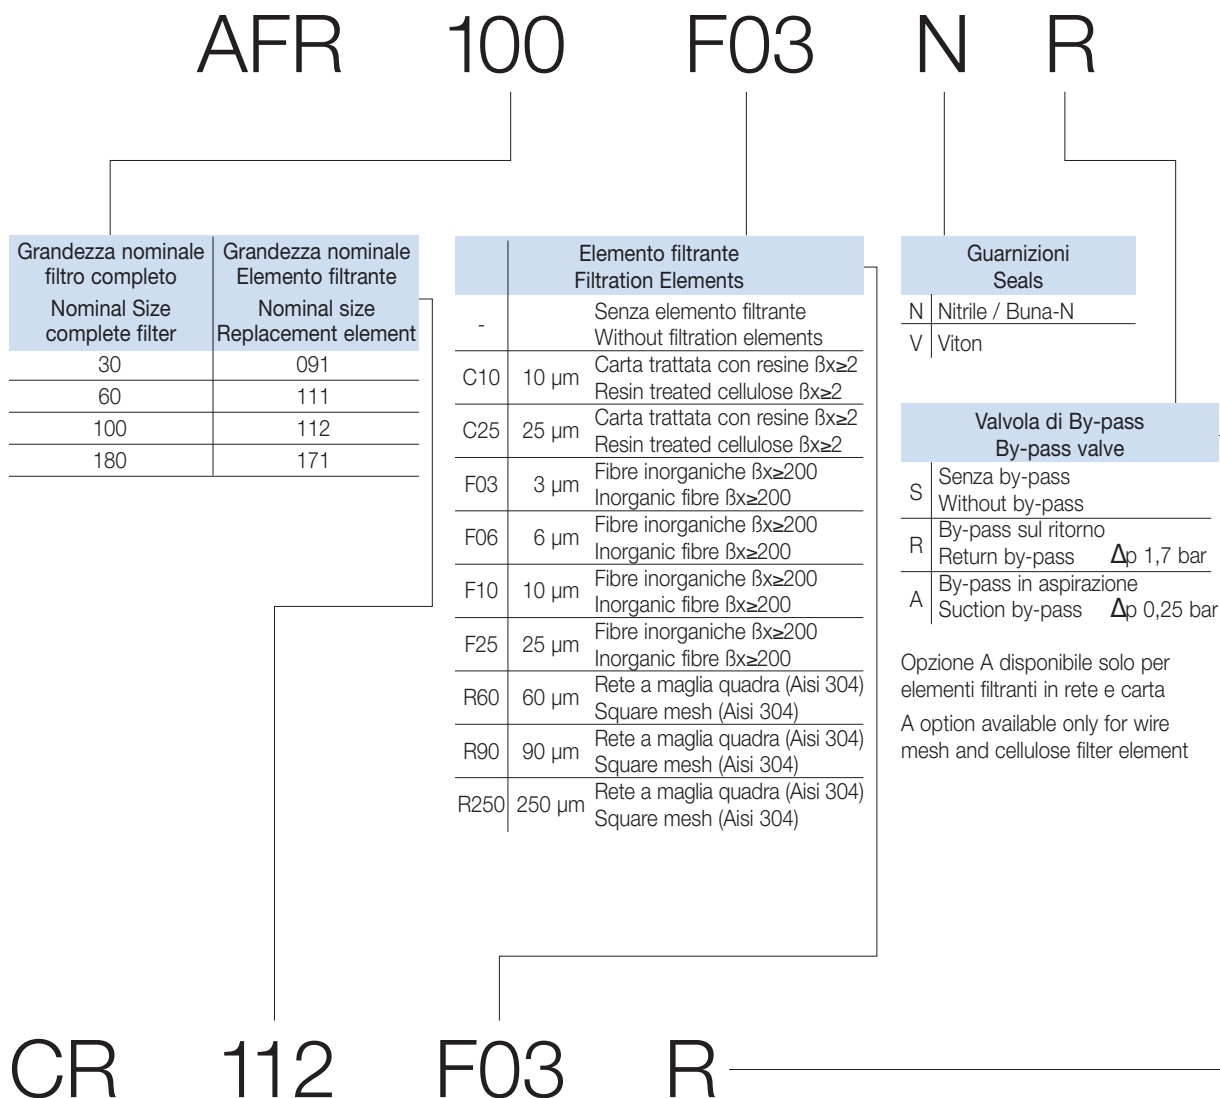 AFR 100 F03 N R
Grandezza nominale
filtro completo
Nominal Size
complete filter
Grandezza nominale
Elemento filtrante
Nominal size
Replacement element
30 091
60 111
100 112
180 171
Elemento filtrante
Filtration Elements
- Senza elemento filtrante
Without filtration elements
C10 10 µm Carta trattata con resine ßx≥2
Resin treated cellulose ßx≥2
C25 25 µm Carta trattata con resine ßx≥2
Resin treated cellulose ßx≥2
F03 3 µm Fibre inorganiche ßx≥200
Inorganic fibre ßx≥200
F06 6 µm Fibre inorganiche ßx≥200
Inorganic fibre ßx≥200
F10 10 µm Fibre inorganiche ßx≥200
Inorganic fibre ßx≥200
F25 25 µm Fibre inorganiche ßx≥200
Inorganic fibre ßx≥200
R60 60 µm Rete a maglia quadra (Aisi 304)
Square mesh (Aisi 304)
R90 90 µm Rete a maglia quadra (Aisi 304)
Square mesh (Aisi 304)
R250 250 µm Rete a maglia quadra (Aisi 304)
Square mesh (Aisi 304)
Guarnizioni
Seals
N Nitrile / Buna-N
V Viton
Valvola di By-pass
By-pass valve
S Senza by-pass
Without by-pass
R By-pass sul ritorno
Return by-pass Δp 1,7 bar
A By-pass in aspirazione
Suction by-pass Δp 0,25 bar
Opzione A disponibile solo per
elementi filtranti in rete e carta
A option available only for wire
mesh and cellulose filter element
CR 112 F03 R